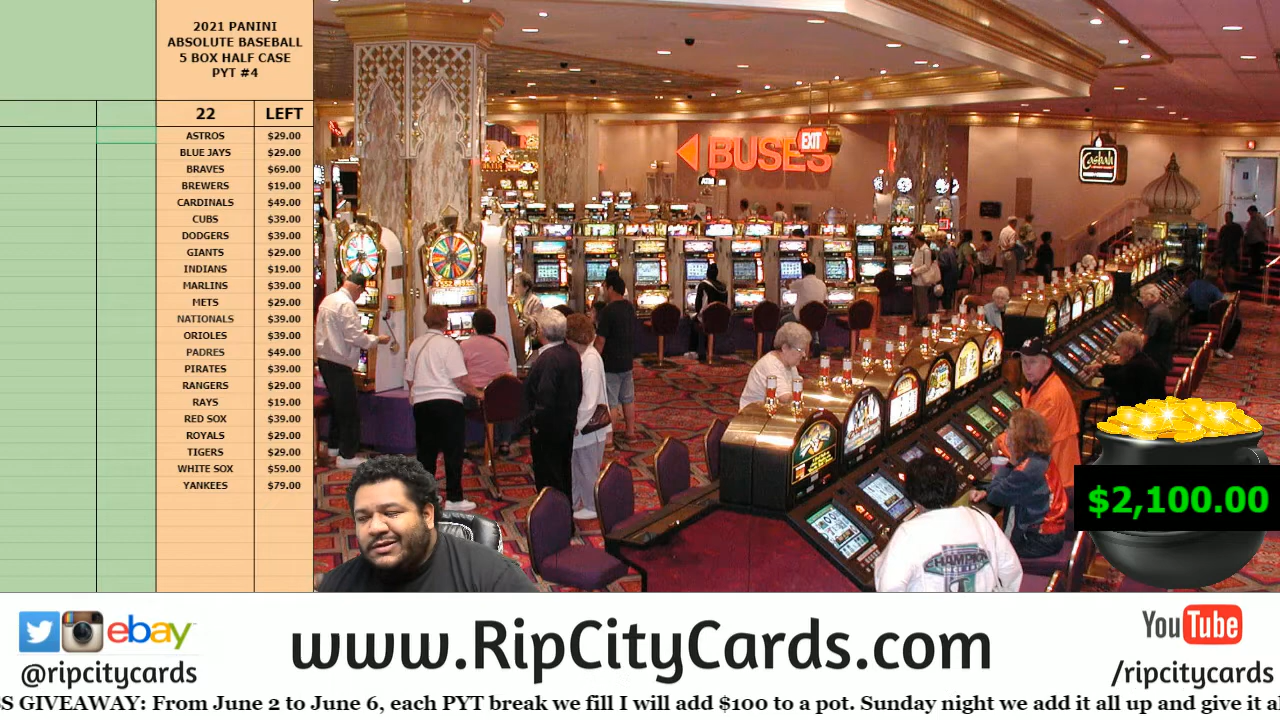 2021 PANINI
ABSOLUTE BASEBALL
5 BOX HALF CASE
PYT #4
22 LEFT
ASTROS $29.00
BLUE JAYS $29.00
BRAVES $69.00
BREWERS $19.00
CARDINALS $49.00
CUBS $39.00
DODGERS $39.00
GIANTS $29.00
INDIANS $19.00
MARLINS $39.00
METS $29.00
NATIONALS $39.00
ORIOLES $39.00
PADRES $49.00
PIRATES $39.00
RANGERS $29.00
RAYS $19.00
RED SOX $39.00
ROYALS $29.00
TIGERS $29.00
WHITE SOX $59.00
YANKEES $79.00
BUSES
EXIT
ATM
Casbah
CHAMPIONS
$2,100.00
ebay
@ripcitycards
www.RipCityCards.com
YouTube
/ripcitycards
S GIVEAWAY: From June 2 to June 6, each PYT break we fill I will add $100 to a pot. Sunday night we add it all up and give it al